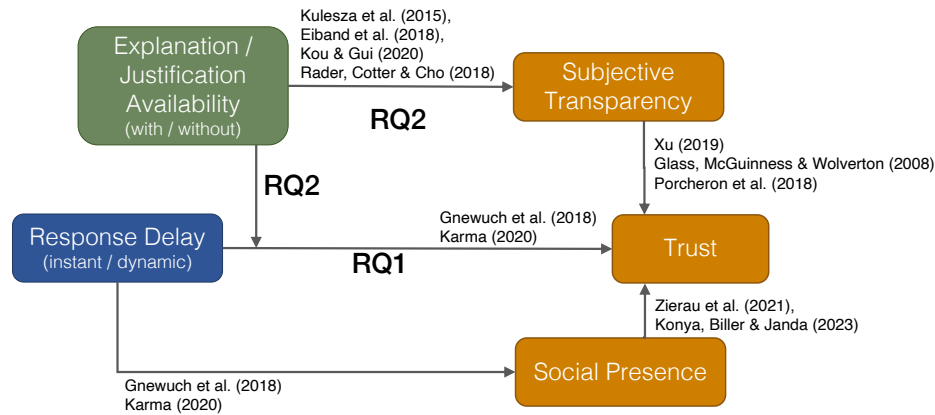 Explanation /
Justification
Availability
(with / without)
Kulesza et al. (2015),
Eiband et al. (2018),
Kou & Gui (2020)
Rader, Cotter & Cho (2018)
RQ2
Subjective
Transparency
RQ2
Xu (2019)
Glass, McGuinness & Wolverton (2008)
Porcheron et al. (2018)
Response Delay
(instant / dynamic)
Gnewuch et al. (2018)
Karma (2020)
RQ1
Trust
Zierau et al. (2021),
Konya, Biller & Janda (2023)
Gnewuch et al. (2018)
Karma (2020)
Social Presence